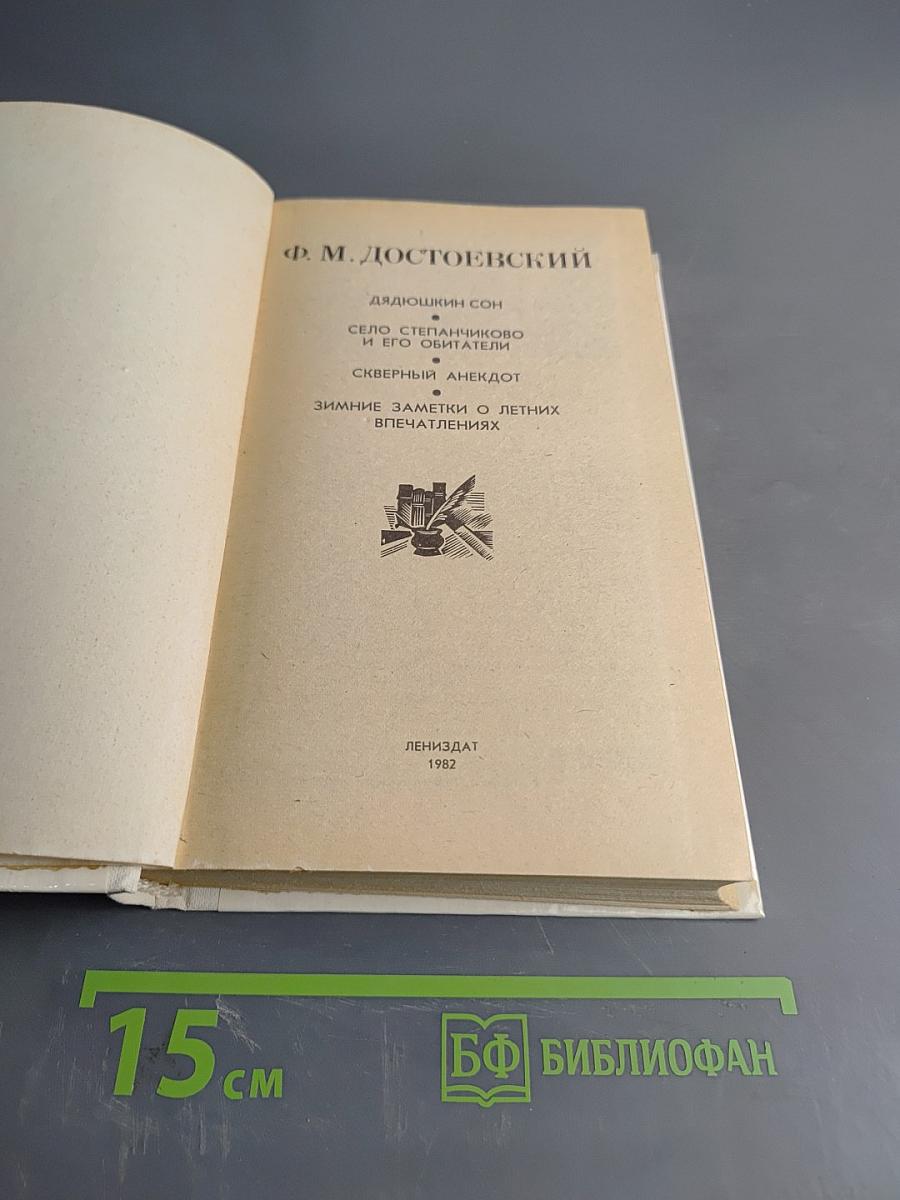 Ф. М. ДОСТОЕВСКИЙ
ДЯДЮШКИН СОН
СЕЛО СТЕПАНЧИКОВО
И ЕГО ОБИТАТЕЛИ
СКВЕРНЫЙ АНЕКДОТ
ЗИМНИЕ ЗАМЕТКИ О ЛЕТНИХ
ВПЕЧАТЛЕНИЯХ
ЛЕНИЗДАТ
1982
15 СМ
БФ БИБЛИОФАН